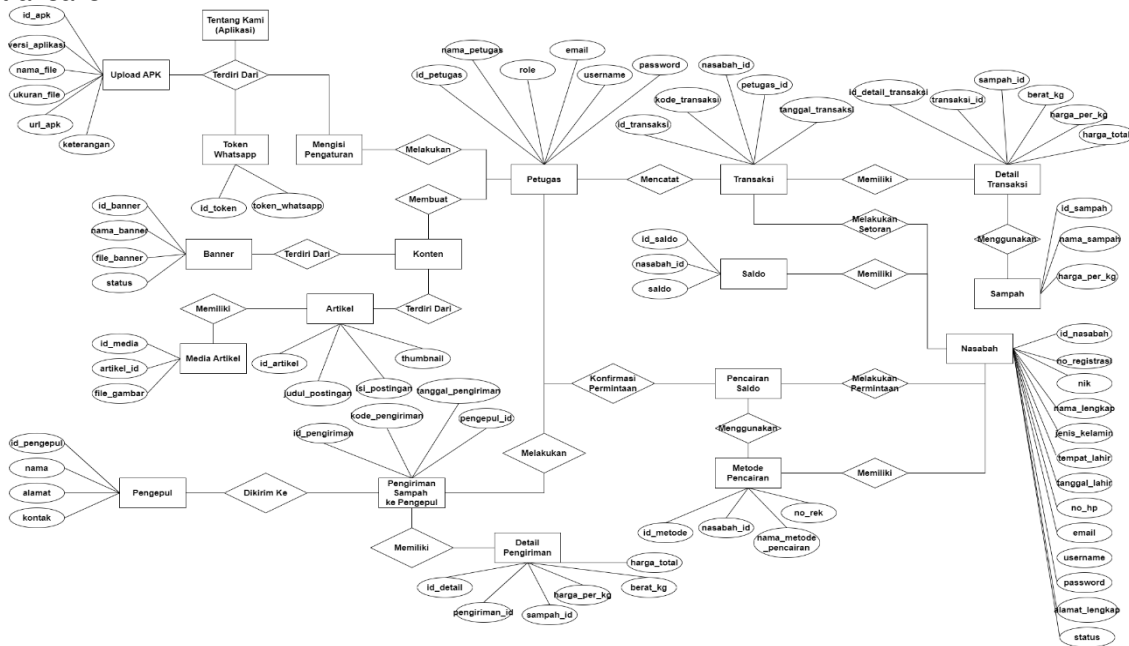 id_apk
versi_aplikasi
nama_file
ukuran_file
url_apk
keterangan
Upload APK
Tentang Kami
(Aplikasi)
Terdiri Dari
Token
Whatsapp
id_token
token_whatsapp
Mengisi
Pengaturan
Melakukan
Membuat
nama_petugas
id_petugas
role
email
username
password
Petugas
Mencatat
nasabah_id
petugas_id
kode_transaksi
tanggal_transaksi
id_transaksi
Transaksi
Memiliki
sampah_id
id_detail_transaksi
transaksi_id
berat_kg
harga_per_kg
harga_total
Detail
Transaksi
Menggunakan
id_sampah
nama_sampah
harga_per_kg
Sampah
Melakukan
Setoran
id_saldo
nasabah_id
saldo
Saldo
Memiliki
id_banner
nama_banner
file_banner
status
Banner
Terdiri Dari
Konten
Terdiri Dari
Artikel
Memiliki
id_artikel
judul_postingan
isi_postingan
thumbnail
id_media
artikel_id
file_gambar
Media Artikel
Nasabah
id_nasabah
no_registrasi
nik
nama_lengkap
jenis_kelamin
tempat_lahir
tanggal_lahir
no_hp
email
username
password
alamat_lengkap
status
Konfirmasi
Permintaan
Pencairan
Saldo
Melakukan
Permintaan
Menggunakan
Metode
Pencairan
Memiliki
id_metode
nasabah_id
nama_metode
_pencairan
no_rek
Melakukan
tanggal_pengiriman
kode_pengiriman
id_pengiriman
pengepul_id
id_pengepul
nama
alamat
kontak
Pengepul
Dikirim Ke
Pengiriman
Sampah
ke Pengepul
Memiliki
Detail
Pengiriman
harga_total
id_detail
pengiriman_id
sampah_id
harga_per_kg
berat_kg